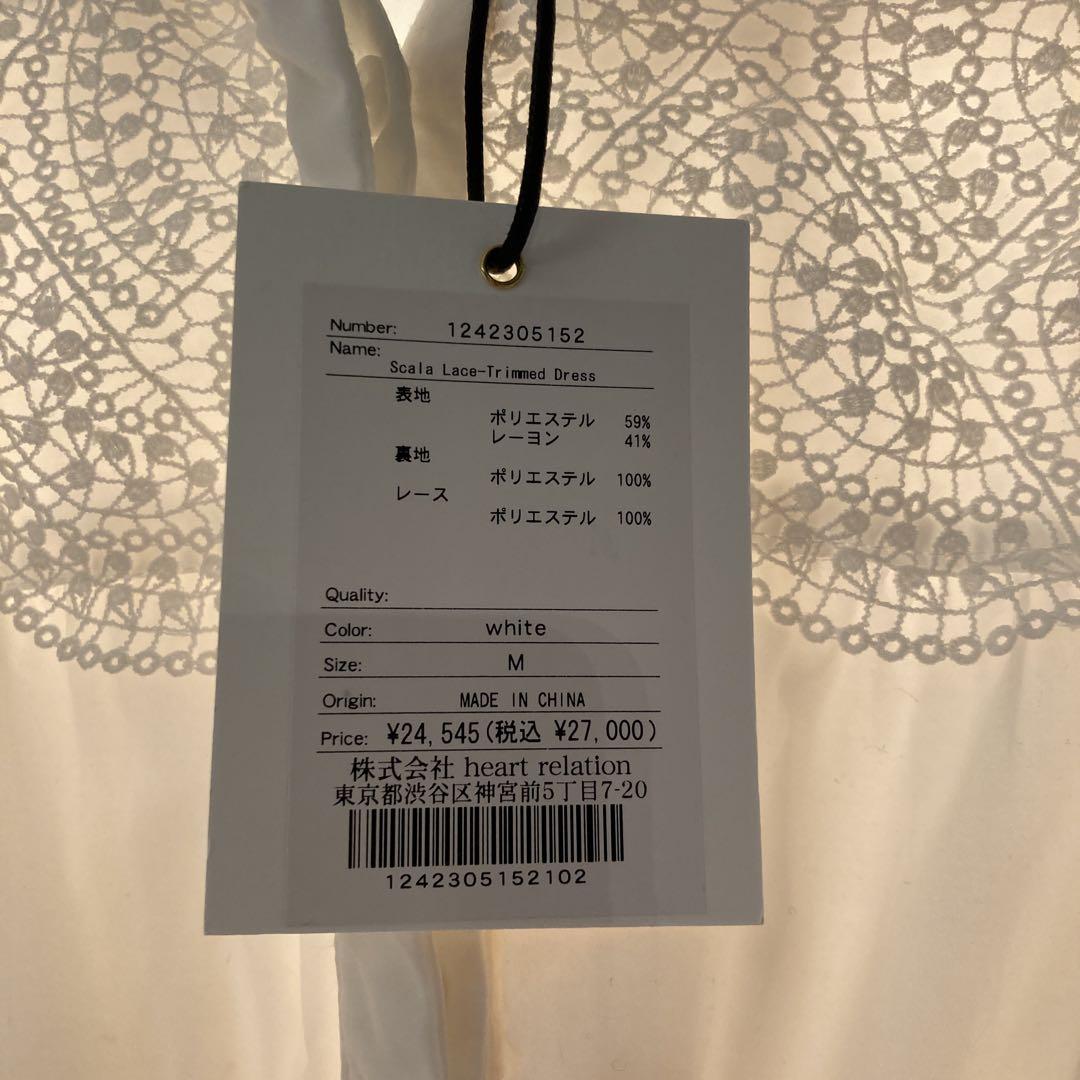 Number: 1242305152
Name:
Scala Lace-Trimmed Dress
表地
ポリエステル 59%
レーヨン 41%
裏地
ポリエステル 100%
レース
ポリエステル 100%
Quality:
Color: white
Size: M
Origin: MADE IN CHINA
Price: ¥24,545(税込 ¥27,000)
株式会社 heart relation
東京都渋谷区神宮前5丁目7-20
1242305152102